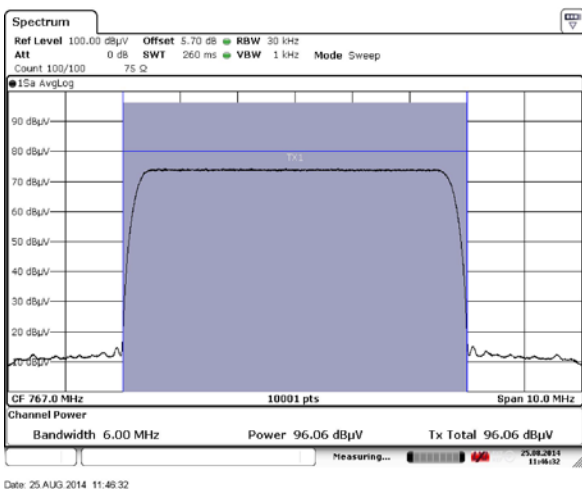 Spectrum
Ref Level 100.00 dBµV Offset 5.70 dB RBW 30 kHz
Att 0 dB SWT 260 ms VBW 1 kHz Mode Sweep
Count 100/100 75 Ω
1Sa AvgLog
90 dBµV
80 dBµV
TX1
70 dBµV
60 dBµV
50 dBµV
40 dBµV
30 dBµV
20 dBµV
10 dBµV
CF 767.0 MHz 10001 pts Span 10.0 MHz
Channel Power
Bandwidth 6.00 MHz Power 96.06 dBµV Tx Total 96.06 dBµV
Measuring... 25.08.2014
11:46:32
Date: 25.AUG.2014 11:46:32